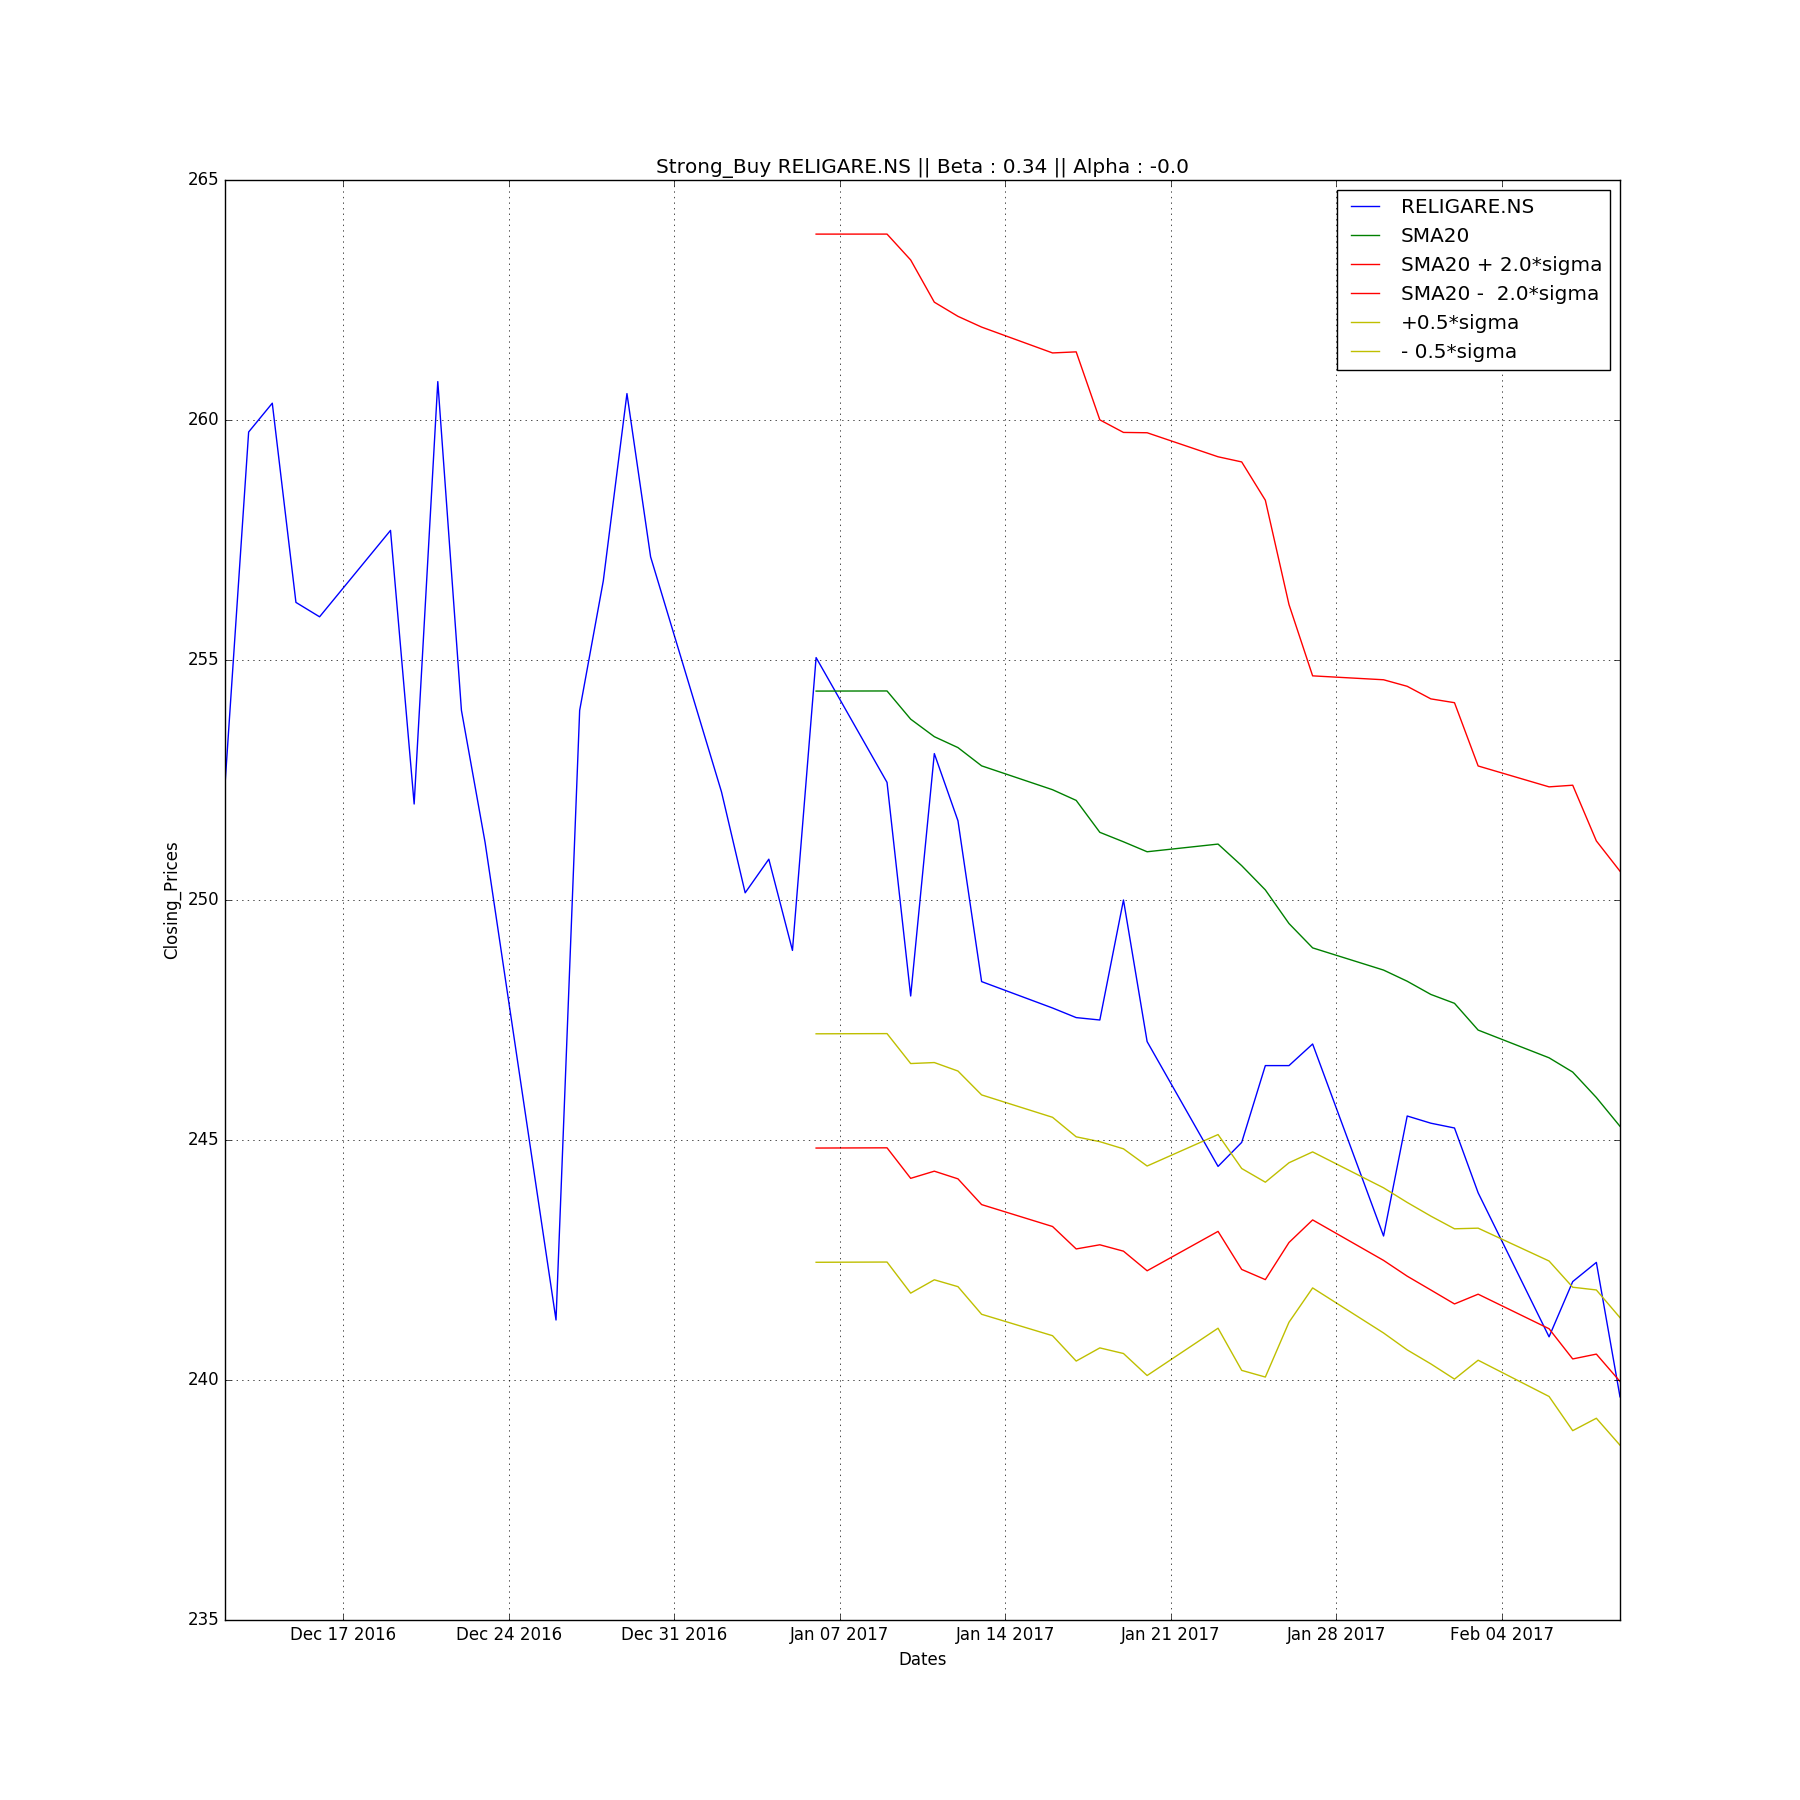 Strong_Buy RELIGARE.NS || Beta : 0.34 || Alpha : -0.0
RELIGARE.NS
SMA20
SMA20 + 2.0*sigma
SMA20 -  2.0*sigma
+0.5*sigma
- 0.5*sigma
265
260
255
250
245
240
235
Closing_Prices
Dec 17 2016
Dec 24 2016
Dec 31 2016
Jan 07 2017
Jan 14 2017
Jan 21 2017
Jan 28 2017
Feb 04 2017
Dates